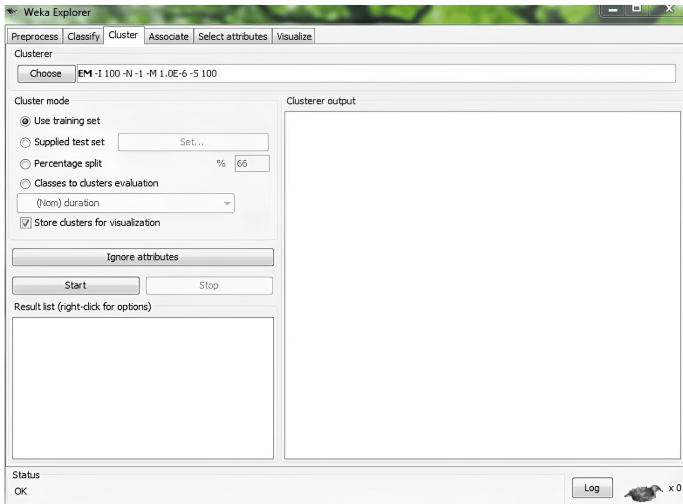 Weka Explorer
Preprocess Classify Cluster Associate Select attributes Visualize
Clusterer
Choose EM -I 100 -N -1 -M 1.0E-6 -S 100
Cluster mode
Use training set
Supplied test set Set...
Percentage split % 66
Classes to clusters evaluation
(Nom) duration
Store clusters for visualization
Ignore attributes
Start Stop
Result list (right-click for options)
Clusterer output
Status
OK
Log x 0